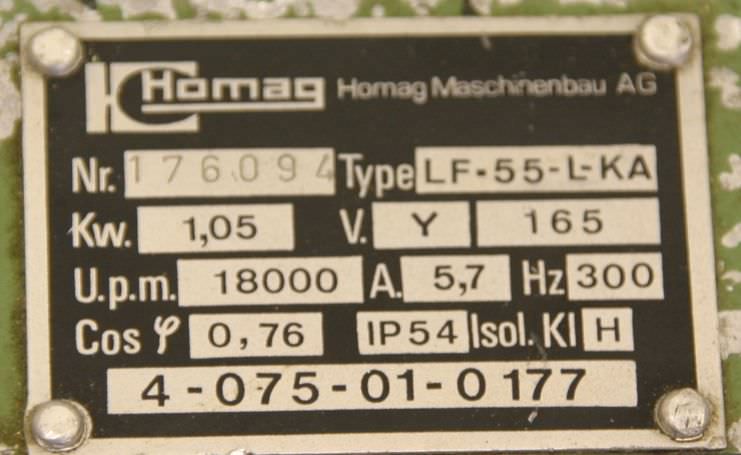 Homag Homag Maschinenbau AG
Nr. 176094 Type LF-55-L-KA
Kw. 1,05 V. Y 165
U.p.m. 18000 A. 5,7 Hz 300
Cos φ 0,76 IP54 Isol. Kl H
4-075-01-0177